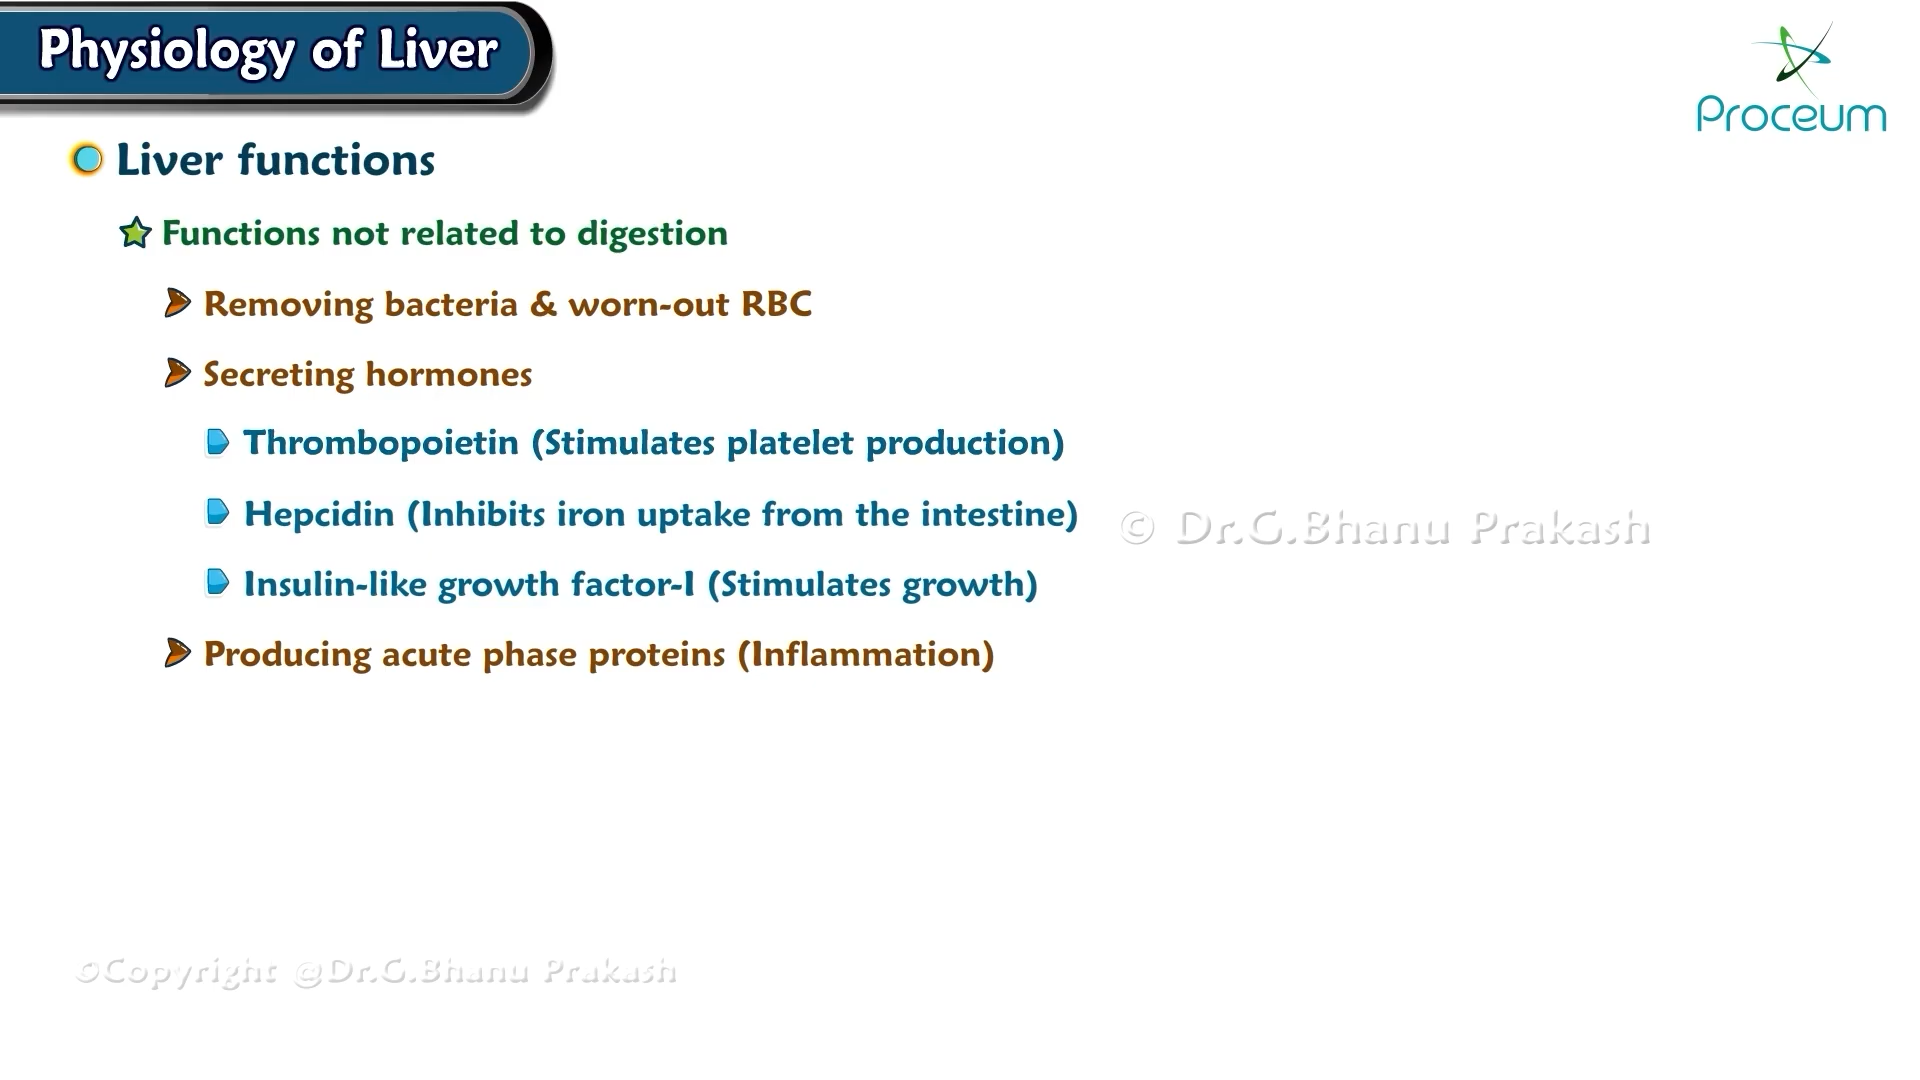 Physiology of Liver
Proceum
Liver functions
Functions not related to digestion
Removing bacteria & worn-out RBC
Secreting hormones
Thrombopoietin (Stimulates platelet production)
Hepcidin (Inhibits iron uptake from the intestine)
© Dr.G.Bhanu Prakash
Insulin-like growth factor-I (Stimulates growth)
Producing acute phase proteins (Inflammation)
©Copyright @Dr.G.Bhanu Prakash